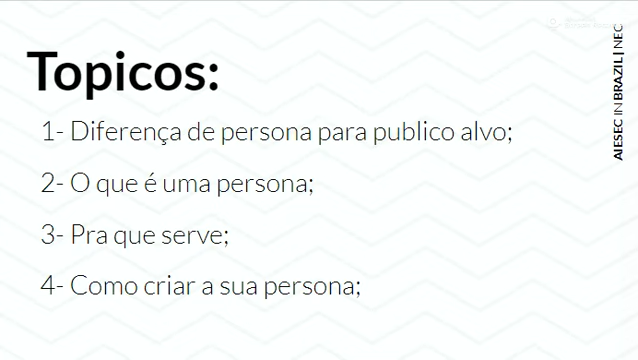 Topicos:
1- Diferença de persona para publico alvo;
2- O que é uma persona;
3- Pra que serve;
4- Como criar a sua persona;
AIESEC IN BRAZIL | NEC